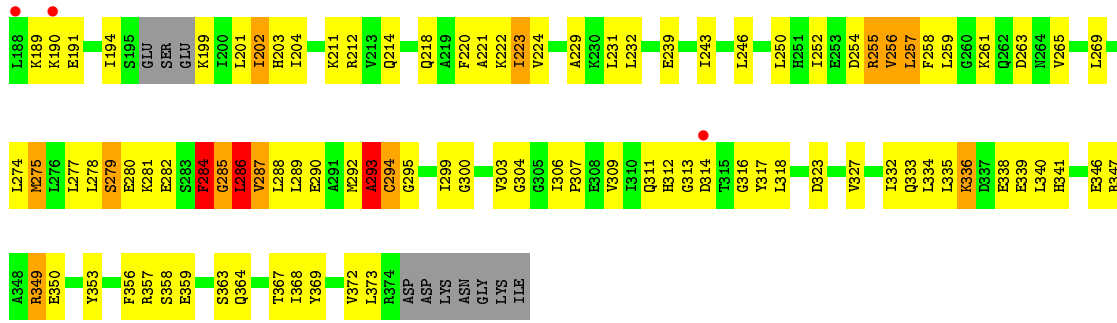 L188 K189 K190 E191 I194 S195 GLU SER GLU K199 I200 L201 I202 H203 I204 K211 R212 V213 Q214 Q218 A219 F220 A221 K222 I223 V224 A229 K230 L231 L232 E239 I243 L246 L250 H251 I252 E253 D254 R255 V256 L257 F258 L259 G260 K261 Q262 D263 N264 V265 L269
L274 M275 L276 L277 L278 S279 E280 K281 E282 S283 F284 G285 L286 V287 L288 L289 E290 A291 M292 A293 C294 G295 I299 G300 V303 G304 G305 I306 P307 E308 V309 I310 Q311 H312 G313 D314 T315 G316 Y317 L318 D323 V327 I332 Q333 L334 L335 K336 D337 E338 E339 L340 H341 E346 R347
A348 R349 E350 Y353 F356 R357 S358 E359 S363 Q364 T367 I368 Y369 V372 L373 R374 ASP ASP LYS ASN GLY LYS ILE